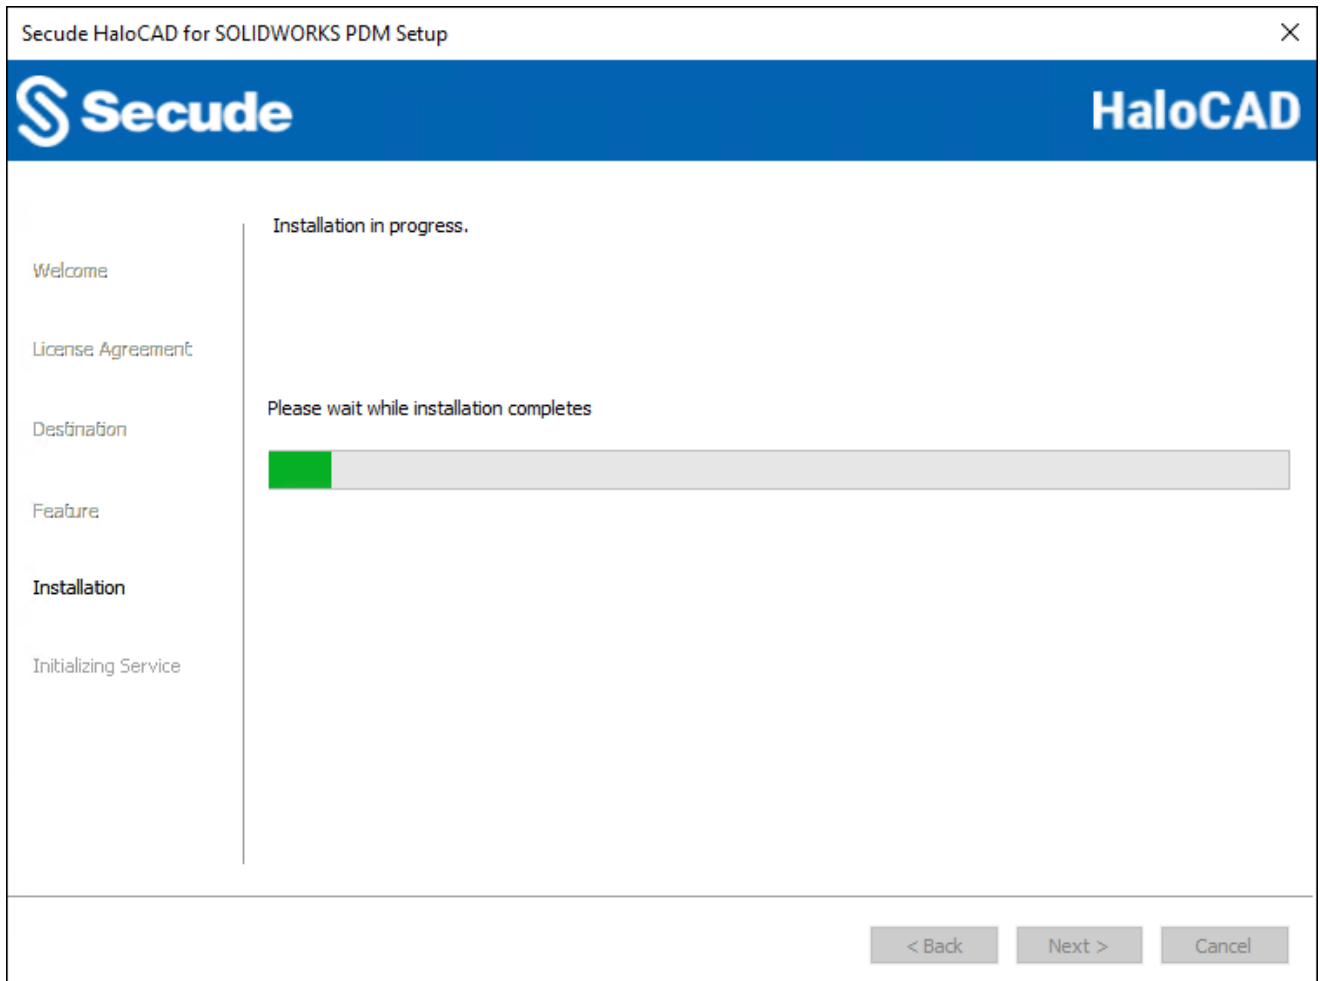 Secude HaloCAD for SOLIDWORKS PDM Setup
Secude
HaloCAD
Installation in progress.
Welcome
License Agreement
Please wait while installation completes
Destination
Feature
Installation
Initializing Service
< Back
Next >
Cancel